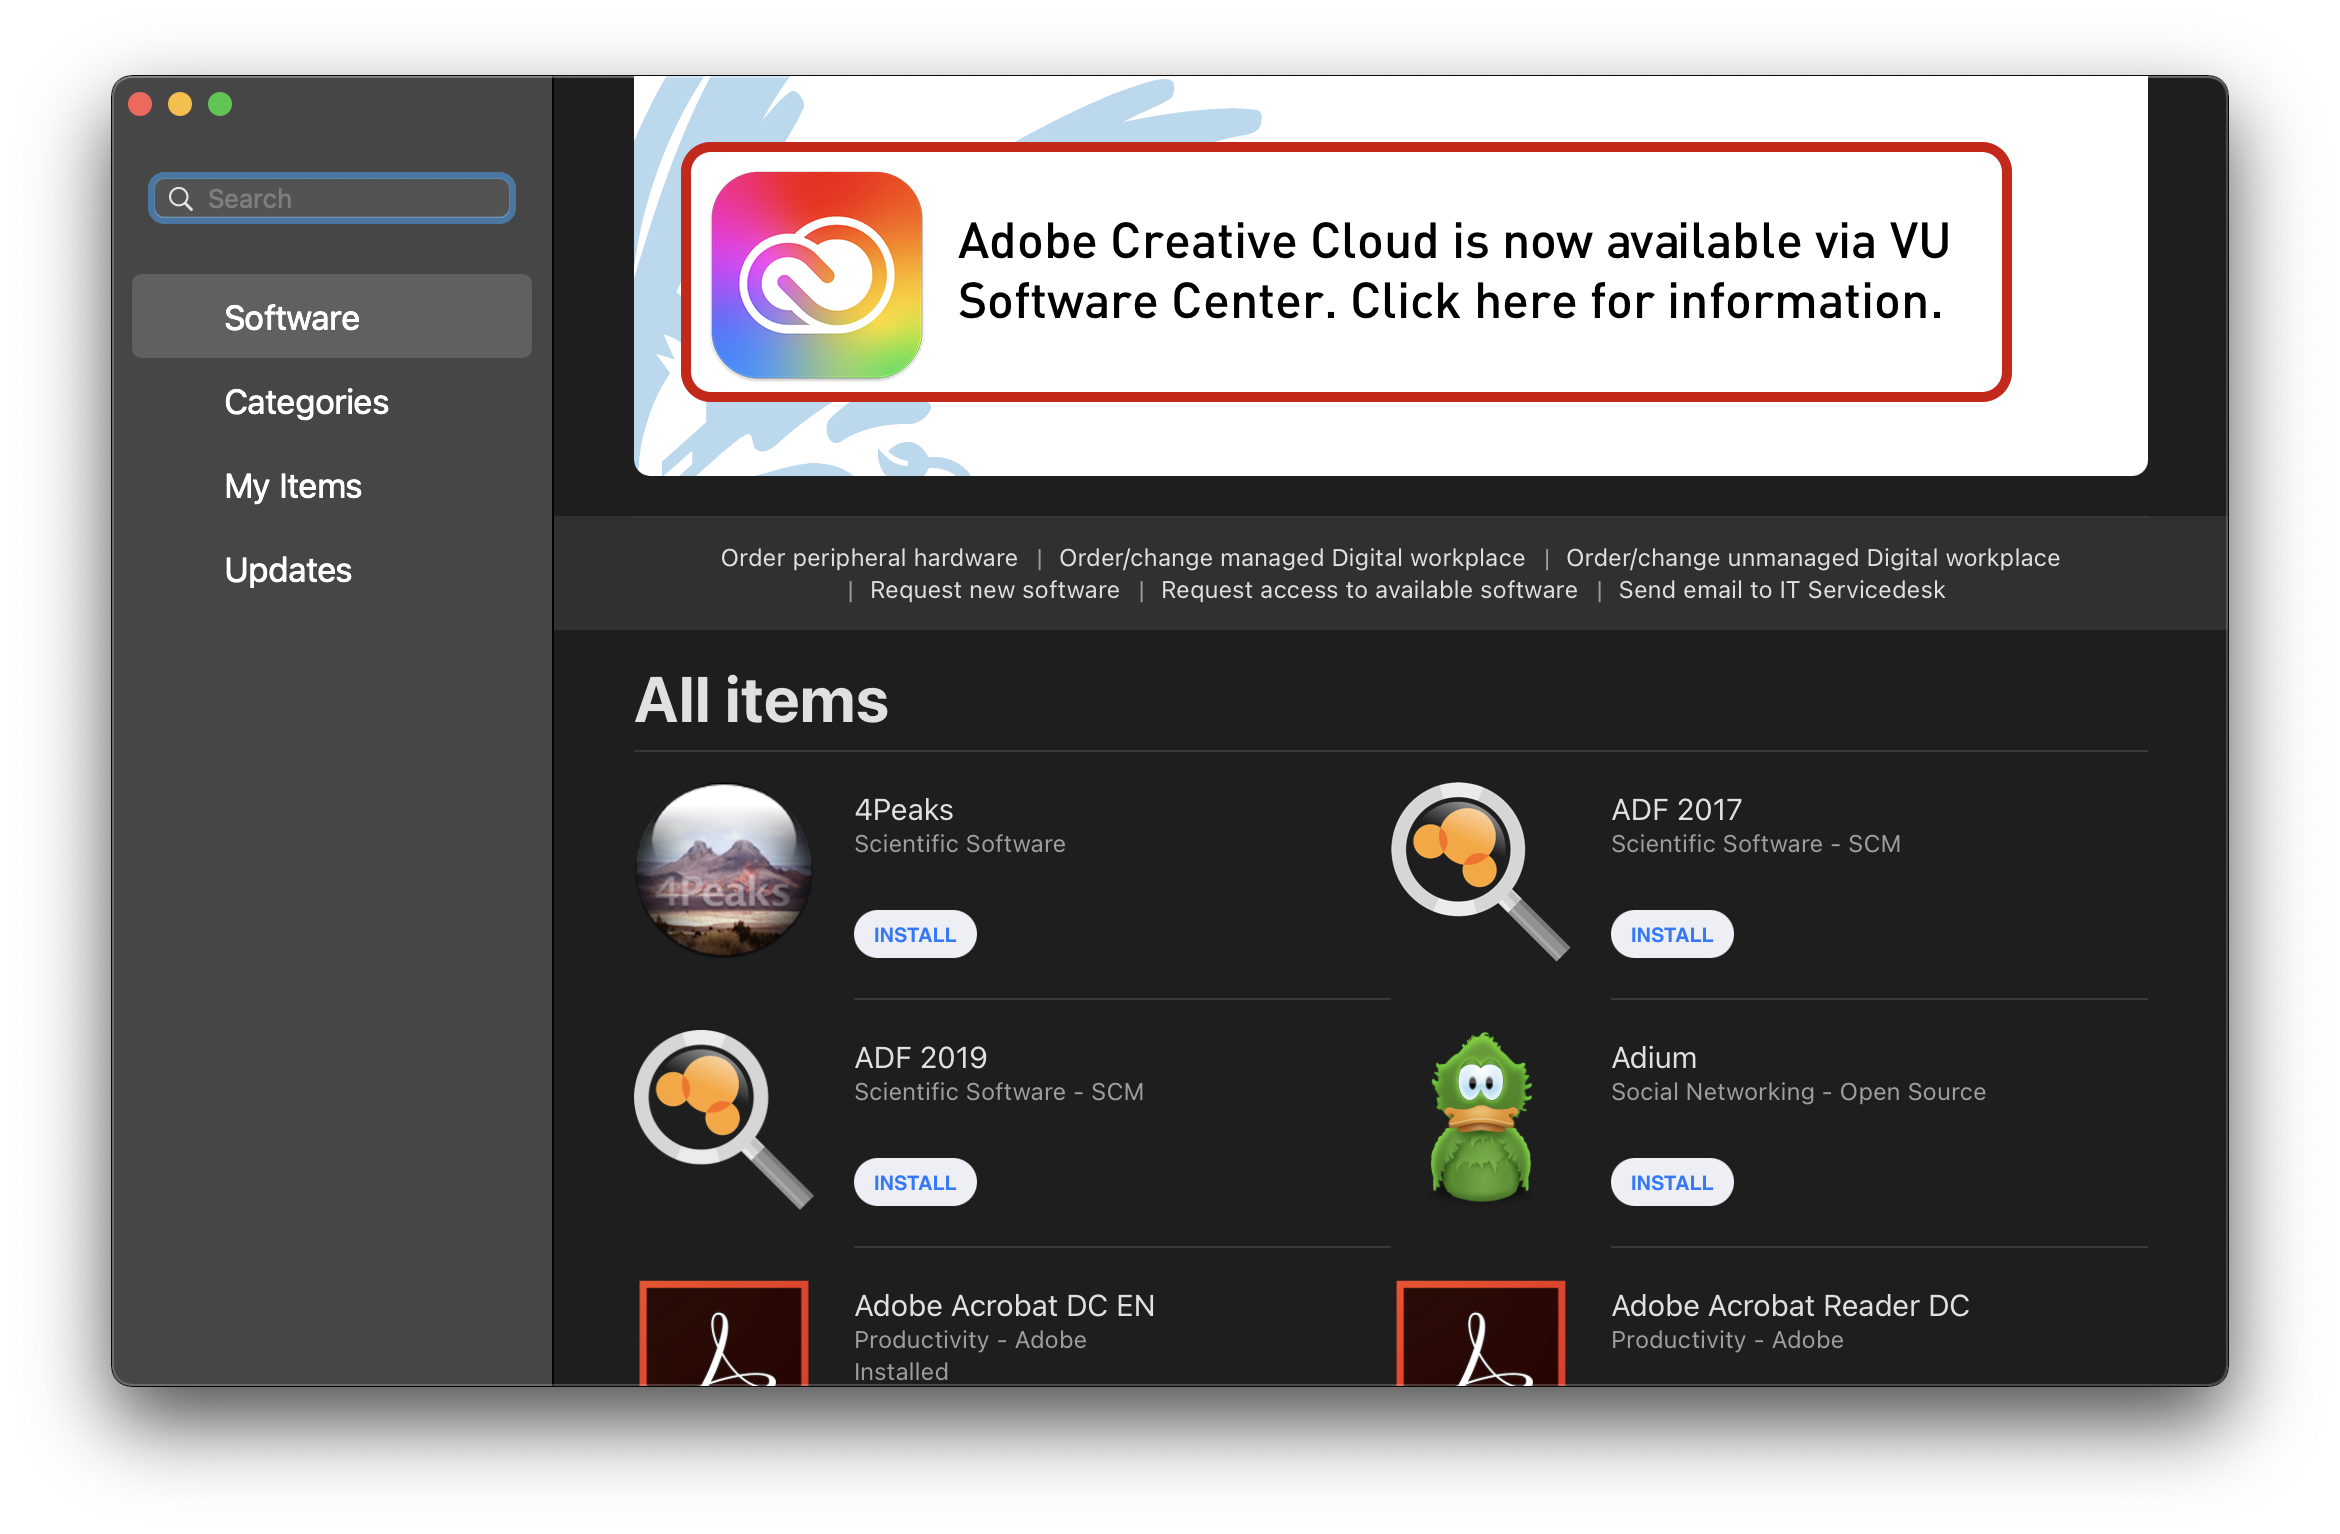 Search
Software
Categories
My Items
Updates
Adobe Creative Cloud is now available via VU
Software Center. Click here for information.
Order peripheral hardware | Order/change managed Digital workplace | Order/change unmanaged Digital workplace
| Request new software | Request access to available software | Send email to IT Servicedesk
All items
4Peaks
4Peaks
Scientific Software
INSTALL
ADF 2017
Scientific Software - SCM
INSTALL
ADF 2019
Scientific Software - SCM
INSTALL
Adium
Social Networking - Open Source
INSTALL
Adobe Acrobat DC EN
Productivity - Adobe
Installed
Adobe Acrobat Reader DC
Productivity - Adobe